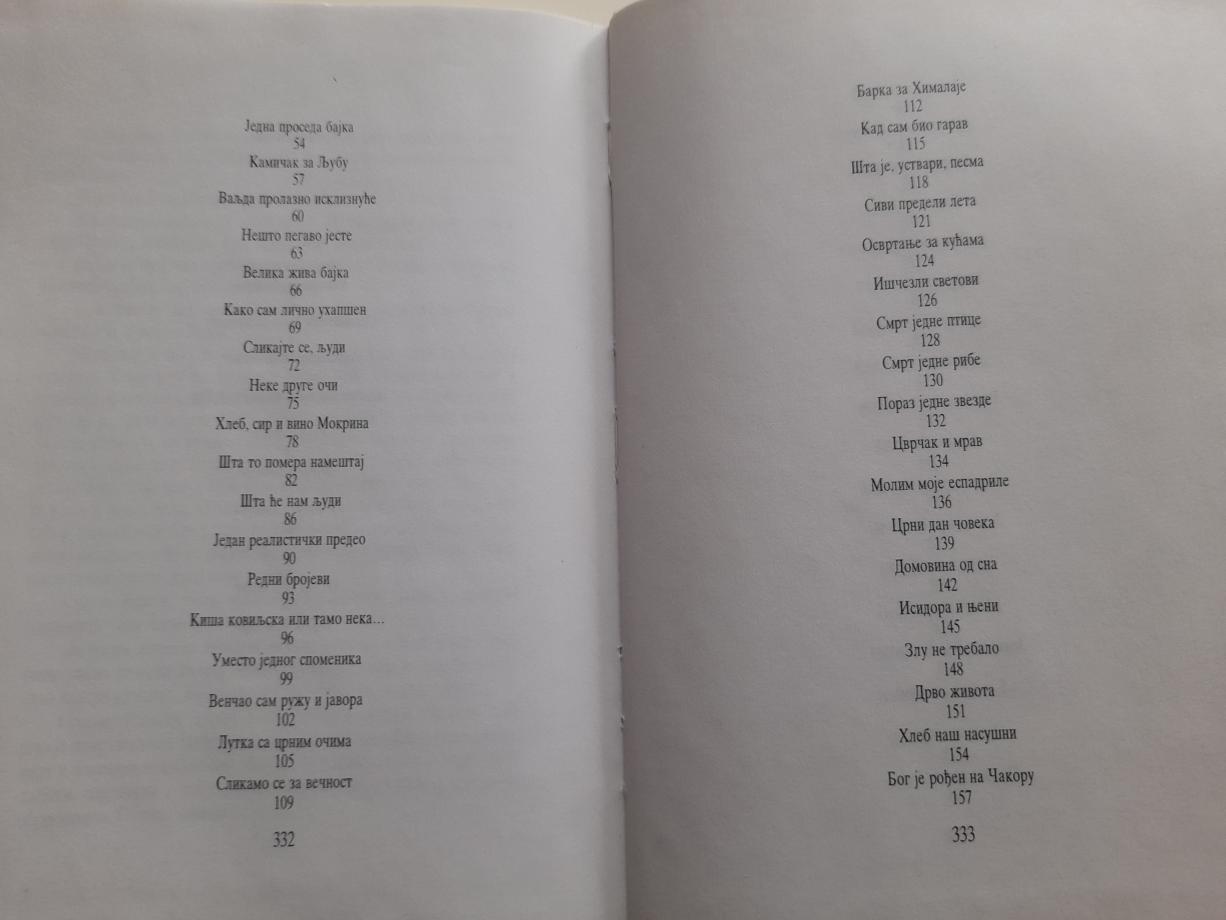 Једна проседа бајка
54
Камичак за Љубу
57
Ваљда пролазно исклизнуће
60
Нешто пегаво јесте
63
Велика жива бајка
66
Како сам лично ухапшен
69
Сликајте се, људи
72
Неке друге очи
75
Хлеб, сир и вино Мокрина
78
Шта то помера намештај
82
Шта ће нам људи
86
Један реалистички предео
90
Редни бројеви
93
Киша ковиљска или тамо нека...
96
Уместо једног споменика
99
Венчао сам ружу и јавора
102
Лутка са црним очима
105
Сликамо се за вечност
109
332
Барка за Хималаје
112
Кад сам био гарав
115
Шта је, уствари, песма
118
Сиви предели лета
121
Освртање за кућама
124
Ишчезли светови
126
Смрт једне птице
128
Смрт једне рибе
130
Пораз једне звезде
132
Цврчак и мрав
134
Молим моје еспадриле
136
Црни дан човека
139
Домовина од сна
142
Исидора и њени
145
Злу не требало
148
Дрво живота
151
Хлеб наш насушни
154
Бог је рођен на Чакору
157
333